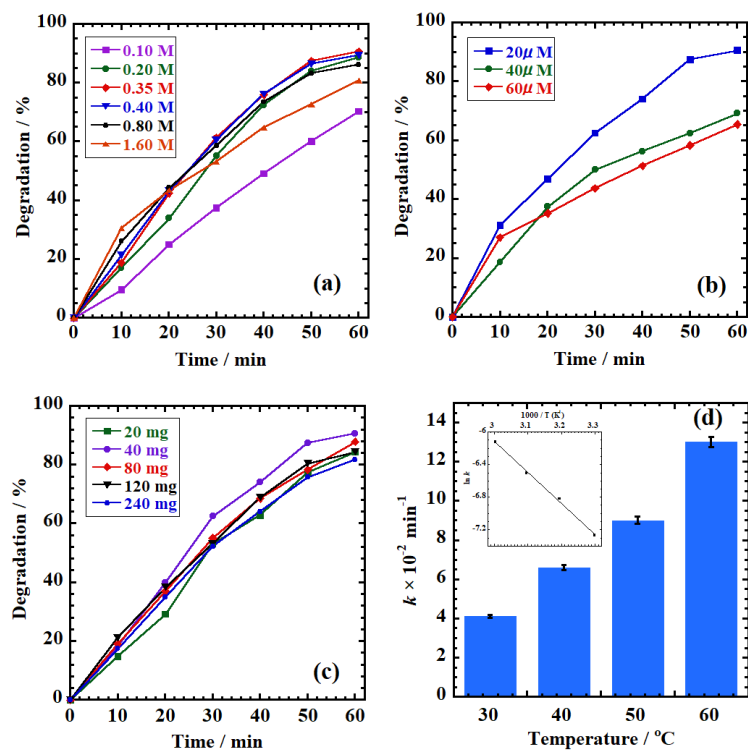 100
80
60
40
20
0
Degradation / %
0.10 M
0.20 M
0.35 M
0.40 M
0.80 M
1.60 M
(a)
0 10 20 30 40 50 60
Time / min
100
80
60
40
20
0
Degradation / %
20μ M
40μ M
60μ M
(b)
0 10 20 30 40 50 60
Time / min
100
80
60
40
20
0
Degradation / %
20 mg
40 mg
80 mg
120 mg
240 mg
(c)
0 10 20 30 40 50 60
Time / min
14
12
10
8
6
4
2
0
k × 10⁻² min⁻¹
(d)
1000 / T (K)
3 3.1 3.2 3.3
-6
-6.4
-6.8
-7.2
ln k
30 40 50 60
Temperature / °C